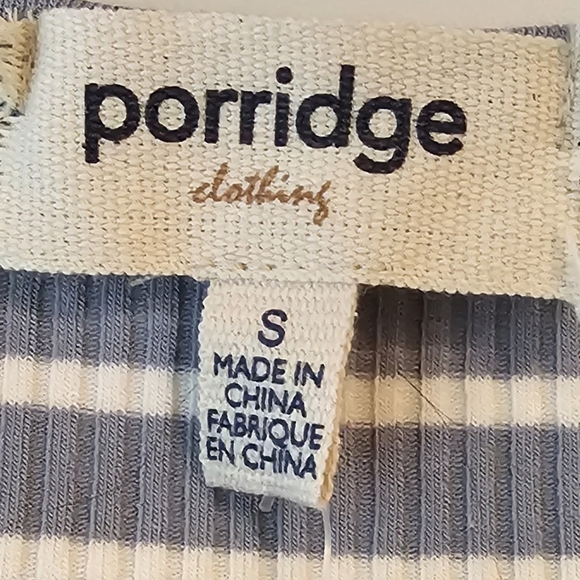 porridge
clothing
S
MADE IN
CHINA
FABRIQUE
EN CHINA